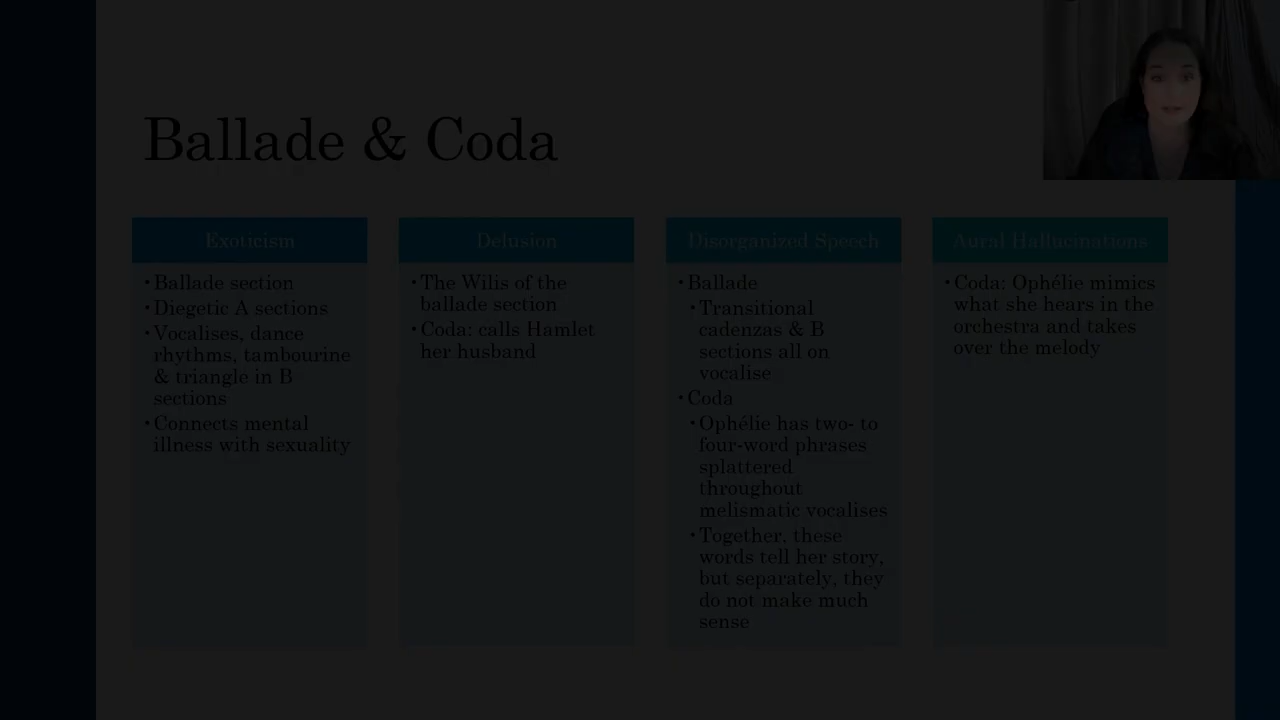 Ballade & Coda
Exoticism
•Ballade section
•Diegetic A sections
•Vocalises, dance
rhythms, tambourine
& triangle in B
sections
•Connects mental
illness with sexuality
Delusion
•The Wilis of the
ballade section
•Coda: calls Hamlet
her husband
Disorganized Speech
•Ballade
•Transitional
cadenzas & B
sections all on
vocalise
•Coda
•Ophélie has two- to
four-word phrases
splattered
throughout
melismatic vocalises
•Together, these
words tell her story,
but separately, they
do not make much
sense
Aural Hallucinations
•Coda: Ophélie mimics
what she hears in the
orchestra and takes
over the melody